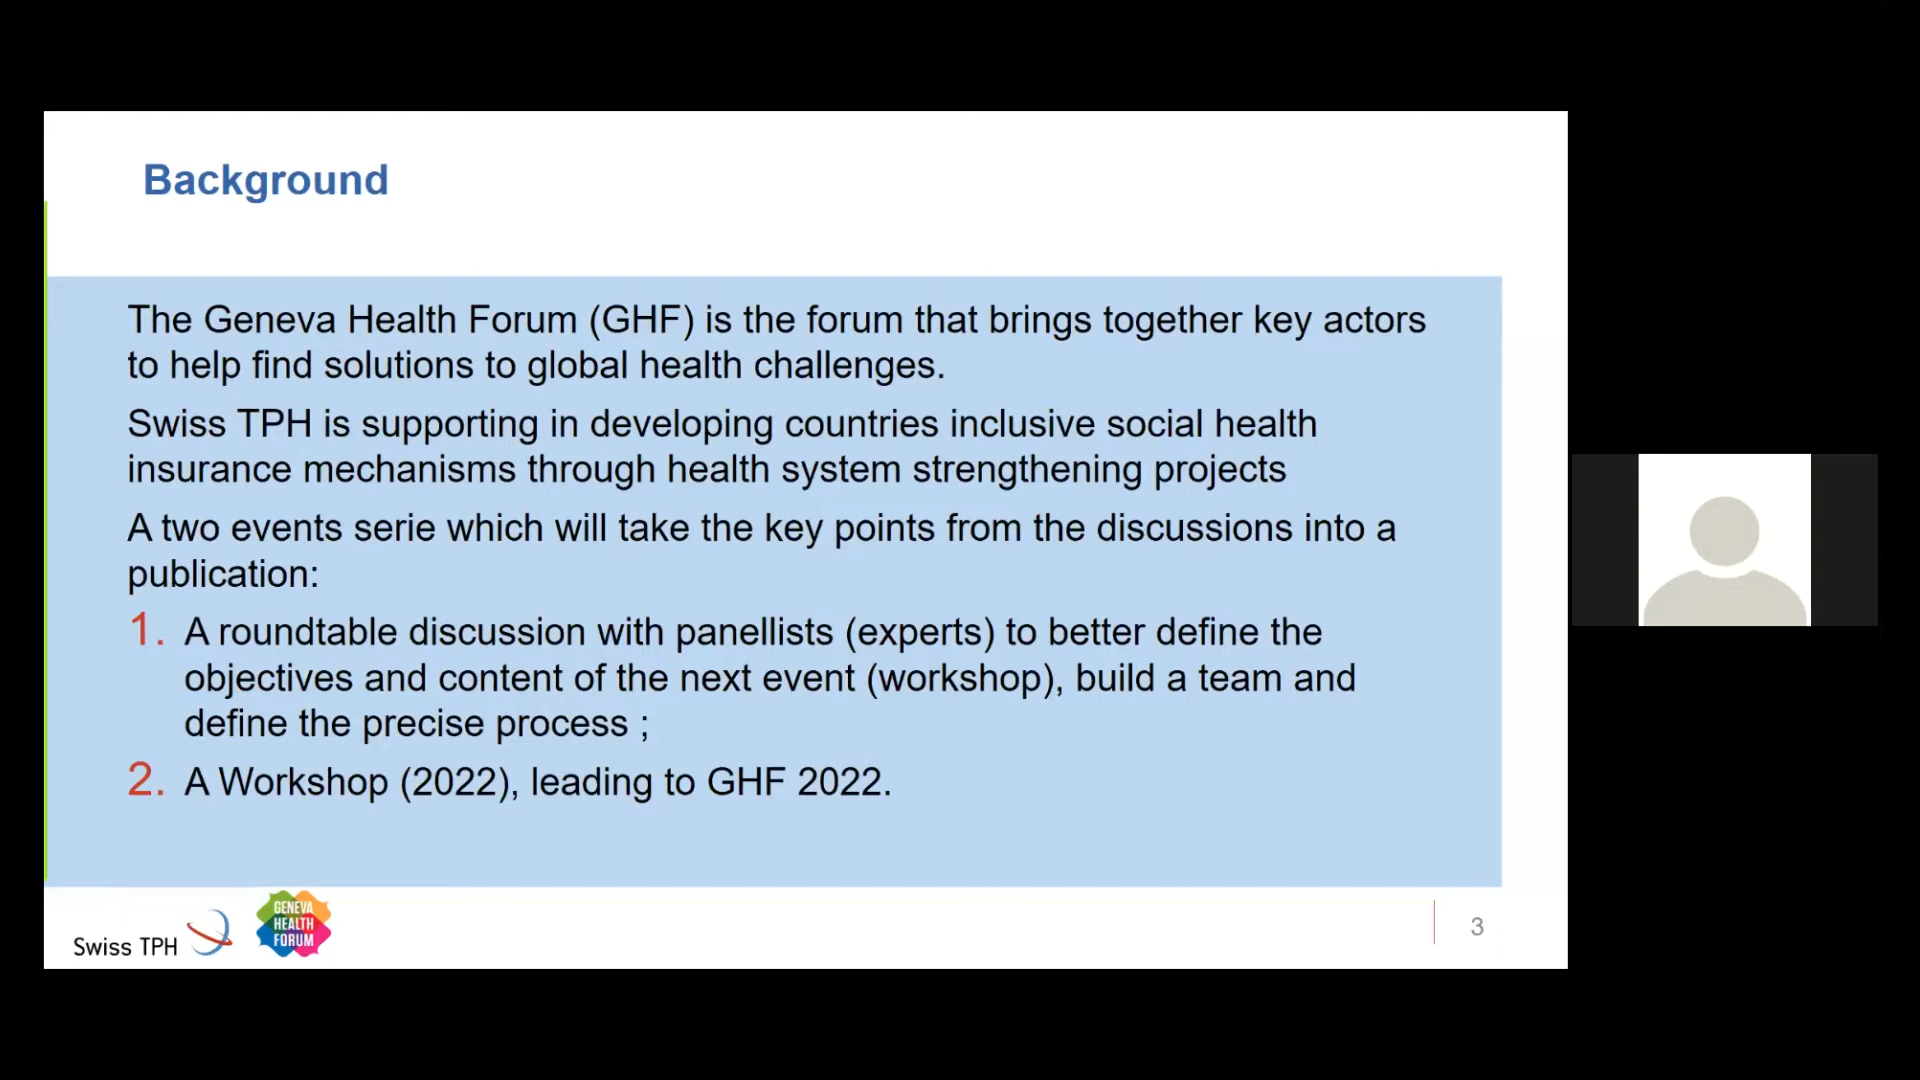 Background
The Geneva Health Forum (GHF) is the forum that brings together key actors
to help find solutions to global health challenges.
Swiss TPH is supporting in developing countries inclusive social health
insurance mechanisms through health system strengthening projects
A two events serie which will take the key points from the discussions into a
publication:
1. A roundtable discussion with panellists (experts) to better define the
objectives and content of the next event (workshop), build a team and
define the precise process ;
2. A Workshop (2022), leading to GHF 2022.
Swiss TPH
GENEVA
HEALTH
FORUM
3